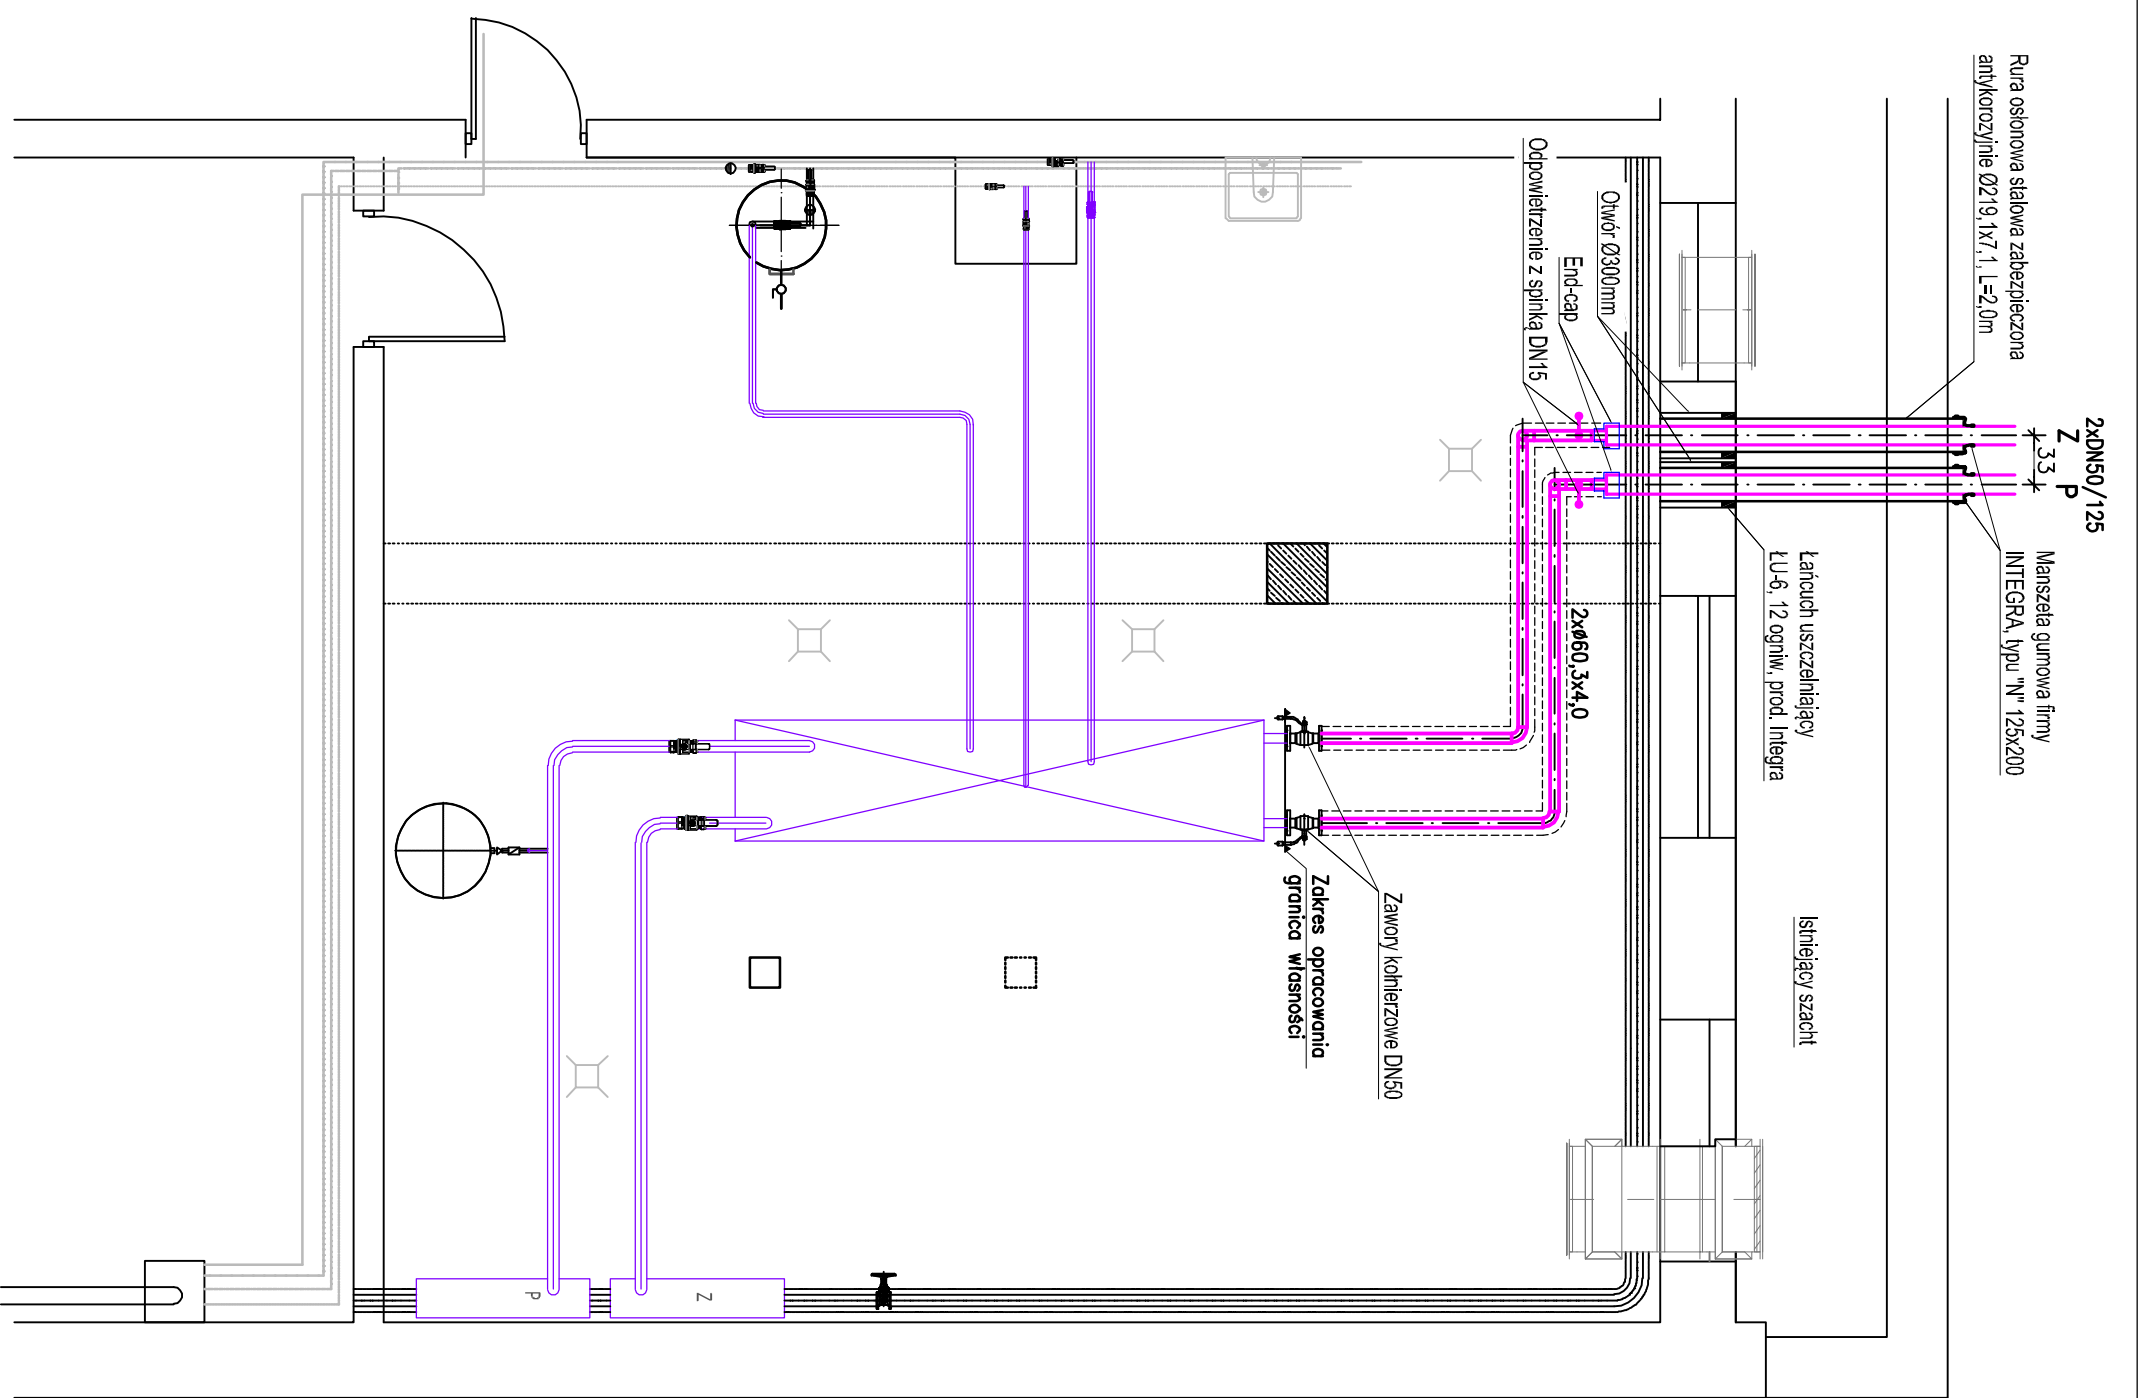 Rura osłonowa stalowa zabezpieczona
antykorozyjnie Ø219,1x7,1, L=2,0m
2xDN50/125
Z P
33
Manszeta gumowa firmy
INTEGRA, typu "N" 125x200
Łańcuch uszczelniający
ŁU-6, 12 ogniw, prod. Integra
Istniejący szacht
Otwór Ø300mm
End-cap
Odpowietrzenie z spinką DN15
2xø60,3x4,0
Zawory kołnierzowe DN50
Zakres opracowania
granica własności
Z
P